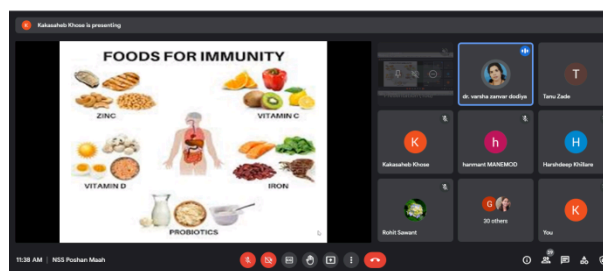 K
Kakasaheb Khose is presenting
FOODS FOR IMMUNITY
ZINC
VITAMIN C
VITAMIN D
IRON
PROBIOTICS
dr. varsha zanvar dodiya
T
Tanu Zade
K
Kakasaheb Khose
h
hanmant MANEMOD
H
Harshdeep Khillare
Rohit Sawant
G
30 others
K
You
11:38 AM | NSS Poshan Maah